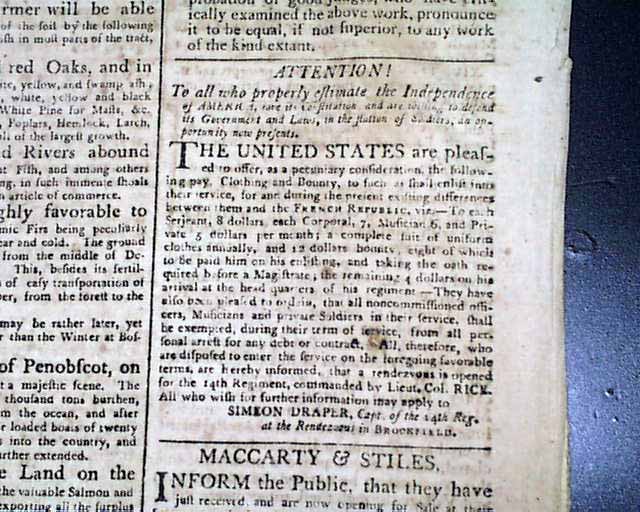 rmer will be able
of the soil by the following
ish in most parts of the tract,
red Oaks, and in
ite, yellow, and swamp ash,
, white, yellow and black
White Pine for Masts, &c.
, Poplars, Hemlock, Larch,
ll of the largest growth.
d Rivers abound
Fish, and among others
ng, in such immense shoals
n article of commerce.
ghly favorable to
mic Firs being peculiarly
ear and cold. The ground
from the middle of De-
This, besides its fertil-
of easy transportation of
er, from the forest to the
may be rather later, yet
r than the Winter at Bos-
of Penobscot, on
t a majestic scene. The
thousand tons burthen,
m the ocean, and after
r loaded boats of twenty
s into the country, and
urther extended.
e Land on the
the valuable Salmon and
exporting all the surplus
probation of good judges, who have
ically examined the above work, pronounce
it to be equal, if not superior, to any work
of the kind extant.
ATTENTION!
To all who properly estimate the Independence
of AMERICA, love its Constitution and are willing to defend
its Government and Laws, in the station of Soldiers, an op-
portunity now presents.
THE UNITED STATES are pleas-
ed to offer, as a pecuniary consideration, the follow-
ing pay, Clothing and Bounty, to such as shall enlist into
their service, for and during the present existing differences
between them and the FRENCH REPUBLIC, viz.—To each
Serjeant, 8 dollars, each Corporal, 7, Musician 6, and Pri-
vate 5 dollars per month; a complete suit of uniform
clothes annually, and 12 dollars bounty, eight of which
to be paid him on his enlisting, and taking the oath re-
quired before a Magistrate, the remaining 4 dollars on his
arrival at the head quarters of his regiment.—They have
also been pleased to ordain, that all noncommissioned offi-
cers, Musicians and private Soldiers in their service, shall
be exempted, during their term of service, from all per-
sonal arrest for any debt or contract. All, therefore, who
are disposed to enter the service on the foregoing favorable
terms, are hereby informed, that a rendezvous is opened
for the 14th Regiment, commanded by Lieut. Col. RICE.
All who wish for further information may apply to
SIMEON DRAPER, Capt. of the 14th Reg.
at the Rendezvous in BROOKFIELD.
MACCARTY & STILES,
INFORM the Public, that they have
just received, and are now opening for Sale at their